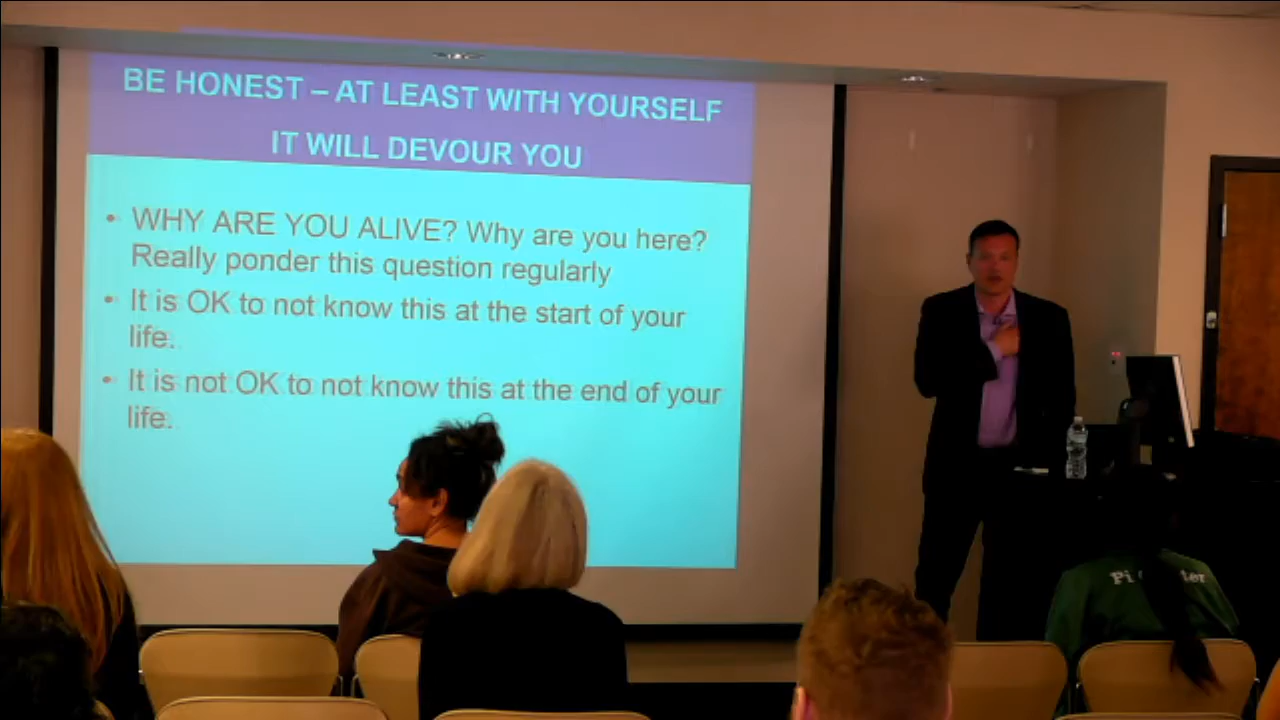 BE HONEST – AT LEAST WITH YOURSELF
IT WILL DEVOUR YOU
• WHY ARE YOU ALIVE? Why are you here?
Really ponder this question regularly
• It is OK to not know this at the start of your
life.
• It is not OK to not know this at the end of your
life.